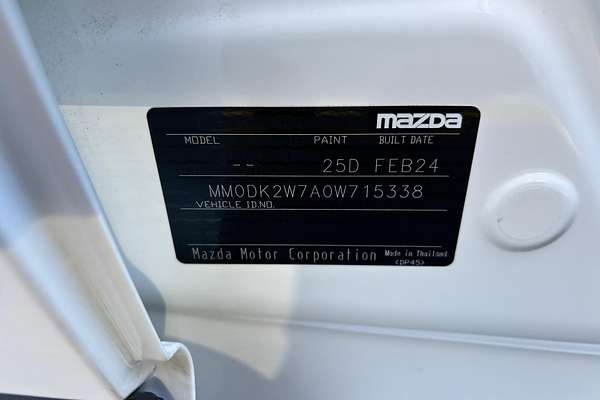 mazda
MODEL PAINT BUILT DATE
-- 25D FEB24
MM0DK2W7A0W715338
VEHICLE ID.NO.
Mazda Motor Corporation Made in Thailand
<DP45>